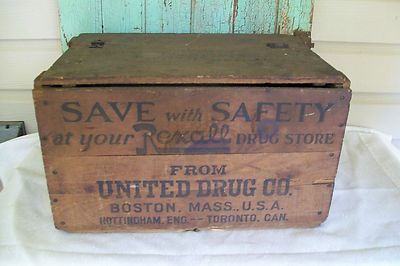 SAVE with SAFETY
at your Rexall DRUG STORE
FROM
UNITED DRUG CO.
BOSTON, MASS., U.S.A.
NOTTINGHAM, ENG.-- TORONTO, CAN.